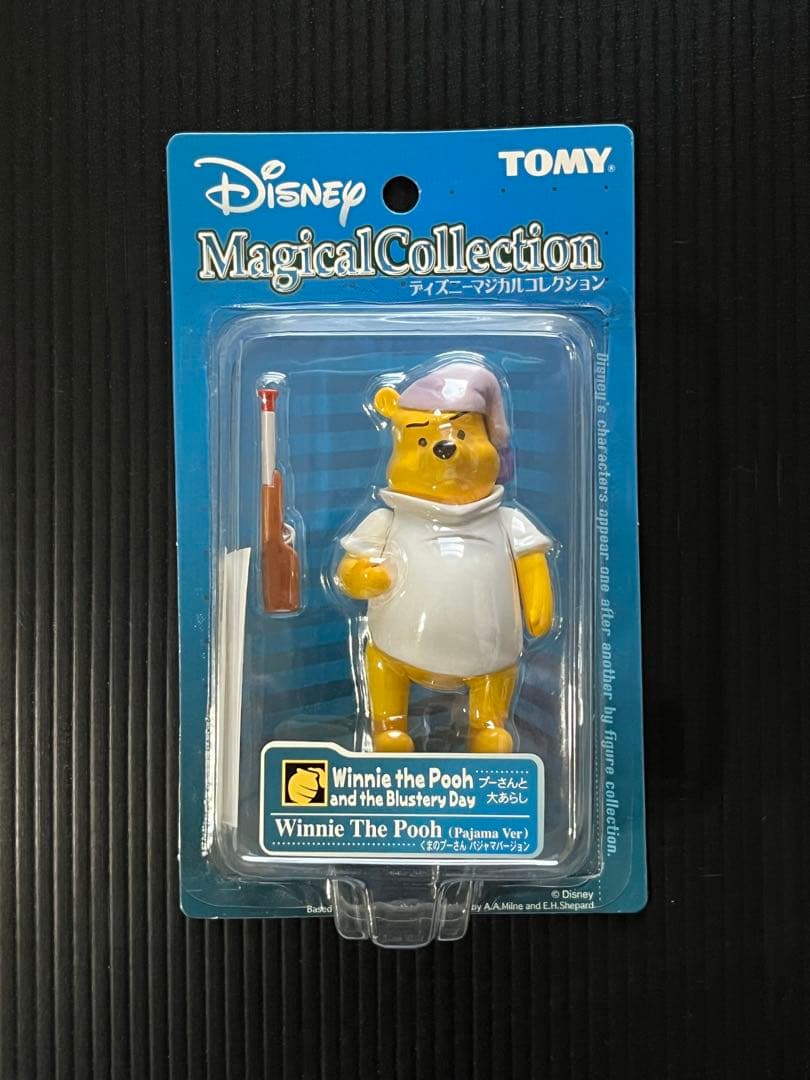 Disney
TOMY®
Magical Collection
ディズニーマジカルコレクション
Disney's characters appear one after another by figure collection.
Winnie the Pooh
and the Blustery Day
プーさんと
大あらし
Winnie The Pooh (Pajama Ver)
くまのプーさん パジャマバージョン
© Disney
Based by A.A.Milne and E.H.Shepard